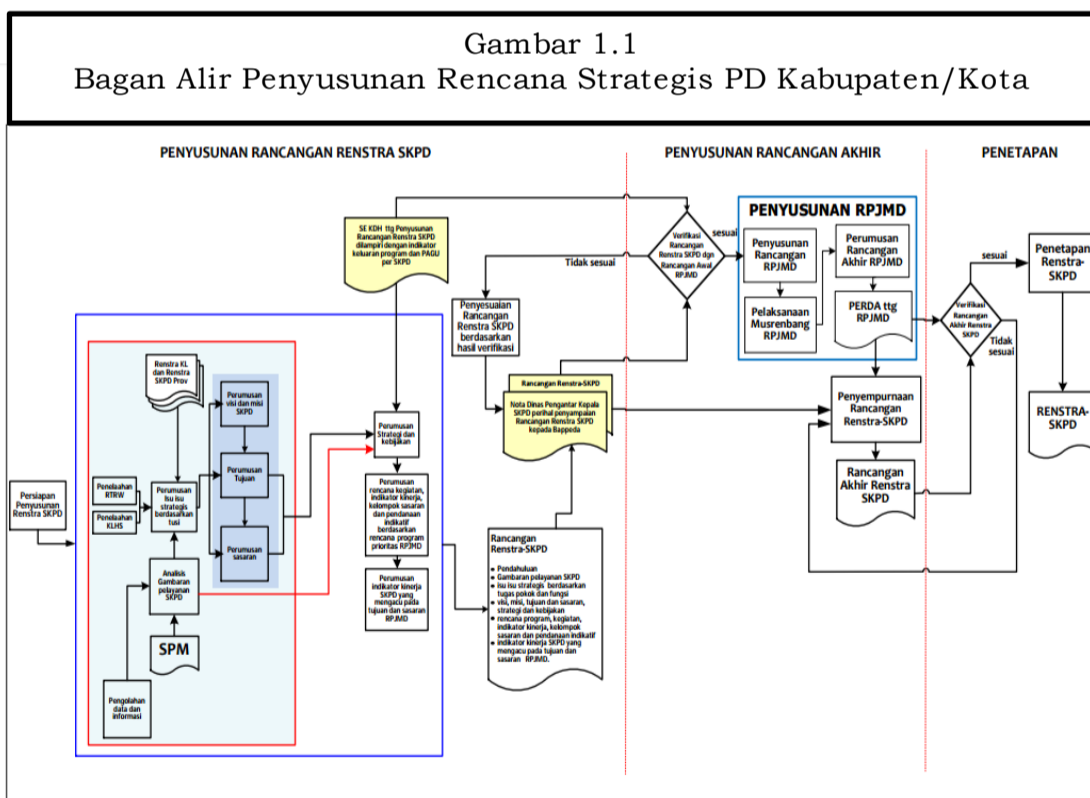 Gambar 1.1
Bagan Alir Penyusunan Rencana Strategis PD Kabupaten/Kota
PENYUSUNAN RANCANGAN RENSTRA SKPD
PENYUSUNAN RANCANGAN AKHIR
PENETAPAN
SE KDH ttg Penyusunan
Rancangan Renstra SKPD
dilampiri dengan indikator
keluaran program dan PAGU
per SKPD
Tidak sesuai
Verifikasi
Rancangan
Renstra SKPD dgn
Rancangan Awal
RPJMD
sesuai
PENYUSUNAN RPJMD
Penyusunan
Rancangan
RPJMD
Perumusan
Rancangan
Akhir RPJMD
Pelaksanaan
Musrenbang
RPJMD
PERDA ttg
RPJMD
sesuai
Verifikasi
Rancangan
Akhir Renstra
SKPD
Tidak
sesuai
Penetapan
Renstra-
SKPD
RENSTRA-
SKPD
Penyesuaian
Rancangan
Renstra SKPD
berdasarkan
hasil verifikasi
Rancangan Renstra-SKPD
Nota Dinas Pengantar Kepala
SKPD perihal penyampaian
Rancangan Renstra SKPD
kepada Bappeda
Penyempurnaan
Rancangan
Renstra-SKPD
Rancangan
Akhir Renstra
SKPD
Persiapan
Penyusunan
Renstra SKPD
Renstra KL
dan Renstra
SKPD Prov
Penelaahan
RTRW
Penelaahan
KLHS
Perumusan
Isu isu
strategis
berdasarkan
tusi
Analisis
Gambaran
pelayanan
SKPD
SPM
Pengolahan
data dan
informasi
Perumusan
visi dan misi
SKPD
Perumusan
Tujuan
Perumusan
sasaran
Perumusan
Strategi dan
kebijakan
Perumusan
rencana kegiatan,
indikator kinerja,
kelompok sasaran
dan pendanaan
indikatif
berdasarkan
rencana program
prioritas RPJMD
Perumusan
indikator kinerja
SKPD yang
mengacu pada
tujuan dan sasaran
RPJMD
Rancangan
Renstra-SKPD
• Pendahuluan
• Gambaran pelayanan SKPD
• isu isu strategis berdasarkan
tugas pokok dan fungsi
• visi, misi, tujuan dan sasaran,
strategi dan kebijakan
• rencana program, kegiatan,
indikator kinerja, kelompok
sasaran dan pendanaan indikatif
• indikator kinerja SKPD yang
mengacu pada tujuan dan
sasaran RPJMD.